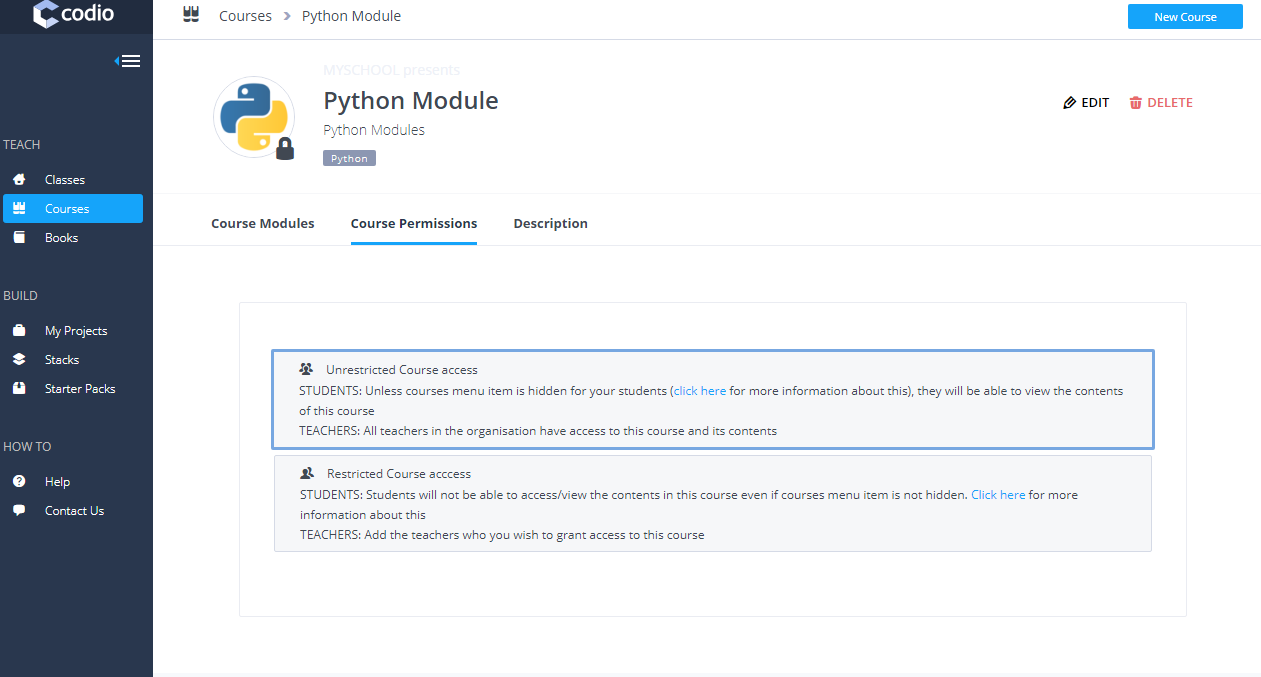 codio
Courses > Python Module
New Course
MYSCHOOL presents
Python Module
Python Modules
Python
EDIT
DELETE
TEACH
Classes
Courses
Books
BUILD
My Projects
Stacks
Starter Packs
HOW TO
Help
Contact Us
Course Modules
Course Permissions
Description
Unrestricted Course access
STUDENTS: Unless courses menu item is hidden for your students (click here for more information about this), they will be able to view the contents
of this course
TEACHERS: All teachers in the organisation have access to this course and its contents
Restricted Course acccess
STUDENTS: Students will not be able to access/view the contents in this course even if courses menu item is not hidden. Click here for more
information about this
TEACHERS: Add the teachers who you wish to grant access to this course